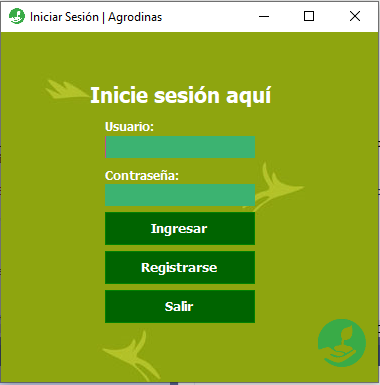 Iniciar Sesión | Agrodinas
Inicie sesión aquí
Usuario:
Contraseña:
Ingresar
Registrarse
Salir